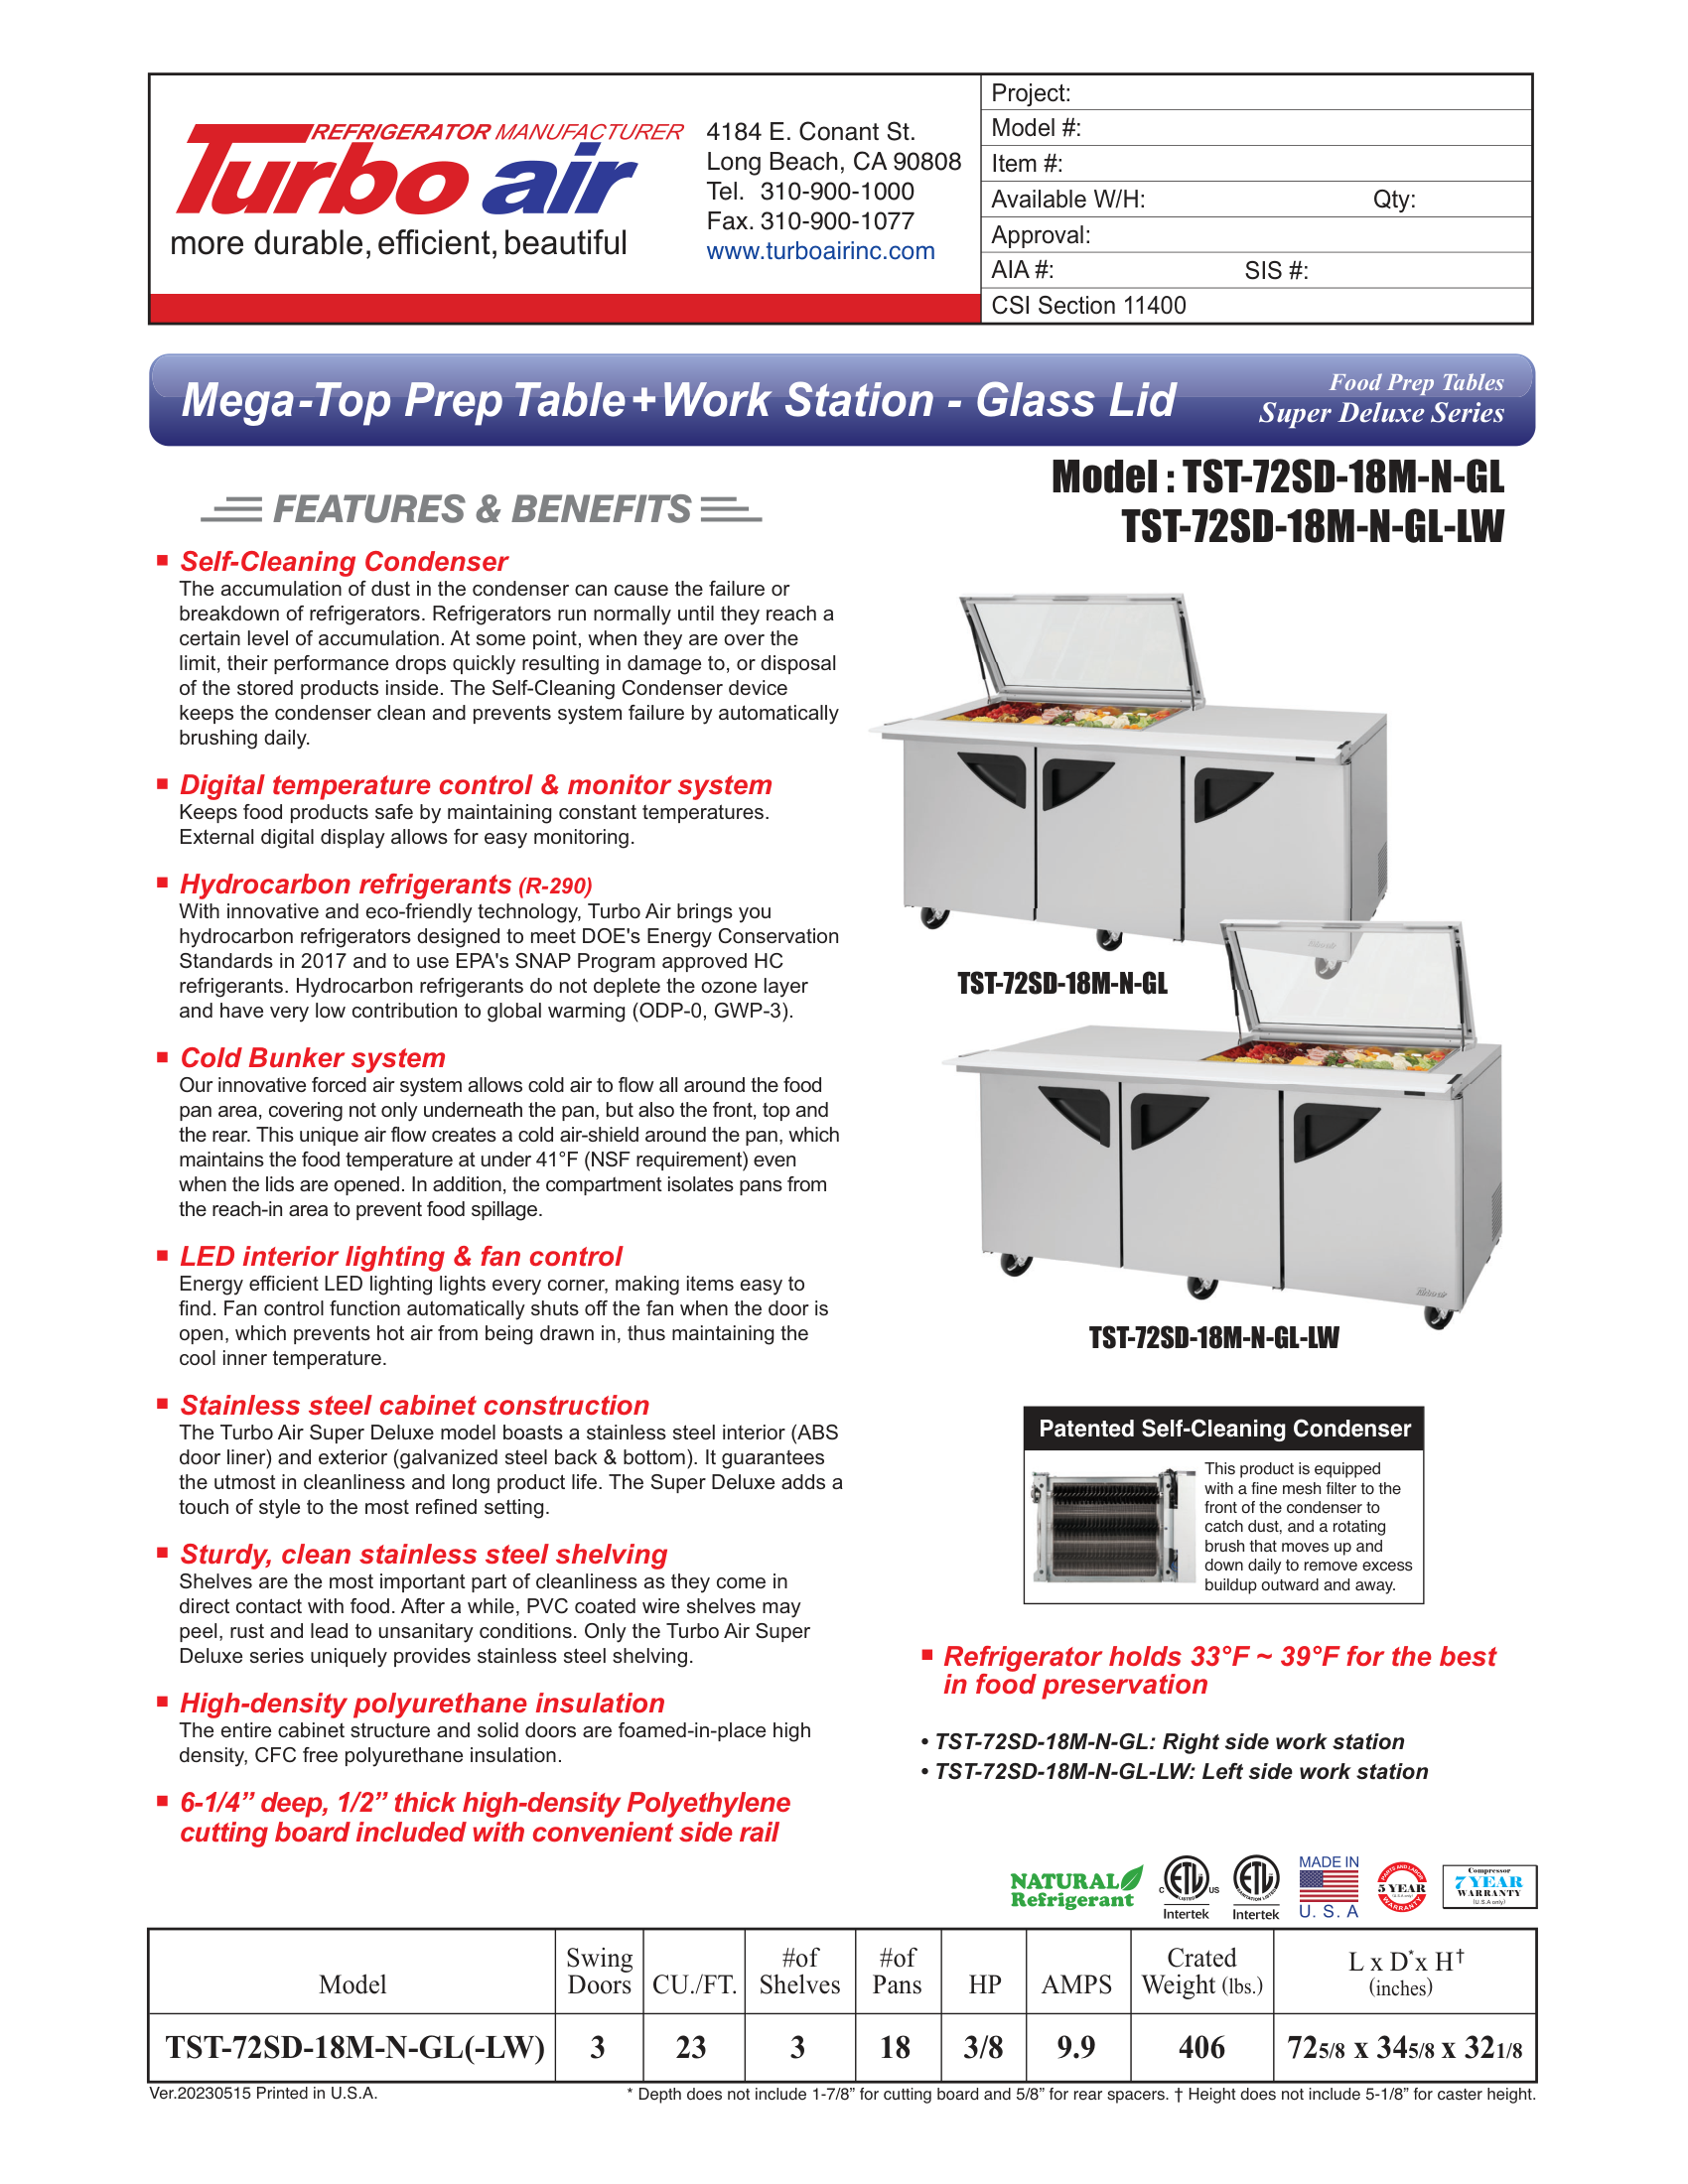 REFRIGERATOR MANUFACTURER
Turbo air
more durable, efficient, beautiful
4184 E. Conant St.
Long Beach, CA 90808
Tel. 310-900-1000
Fax. 310-900-1077
www.turboairinc.com
Project:
Model #:
Item #:
Available W/H: Qty:
Approval:
AIA #: SIS #:
CSI Section 11400
Mega-Top Prep Table+Work Station - Glass Lid
Food Prep Tables
Super Deluxe Series
Model : TST-72SD-18M-N-GL
TST-72SD-18M-N-GL-LW
FEATURES & BENEFITS
Self-Cleaning Condenser
The accumulation of dust in the condenser can cause the failure or
breakdown of refrigerators. Refrigerators run normally until they reach a
certain level of accumulation. At some point, when they are over the
limit, their performance drops quickly resulting in damage to, or disposal
of the stored products inside. The Self-Cleaning Condenser device
keeps the condenser clean and prevents system failure by automatically
brushing daily.
Digital temperature control & monitor system
Keeps food products safe by maintaining constant temperatures.
External digital display allows for easy monitoring.
Hydrocarbon refrigerants (R-290)
With innovative and eco-friendly technology, Turbo Air brings you
hydrocarbon refrigerators designed to meet DOE's Energy Conservation
Standards in 2017 and to use EPA's SNAP Program approved HC
refrigerants. Hydrocarbon refrigerants do not deplete the ozone layer
and have very low contribution to global warming (ODP-0, GWP-3).
Cold Bunker system
Our innovative forced air system allows cold air to flow all around the food
pan area, covering not only underneath the pan, but also the front, top and
the rear. This unique air flow creates a cold air-shield around the pan, which
maintains the food temperature at under 41°F (NSF requirement) even
when the lids are opened. In addition, the compartment isolates pans from
the reach-in area to prevent food spillage.
LED interior lighting & fan control
Energy efficient LED lighting lights every corner, making items easy to
find. Fan control function automatically shuts off the fan when the door is
open, which prevents hot air from being drawn in, thus maintaining the
cool inner temperature.
Stainless steel cabinet construction
The Turbo Air Super Deluxe model boasts a stainless steel interior (ABS
door liner) and exterior (galvanized steel back & bottom). It guarantees
the utmost in cleanliness and long product life. The Super Deluxe adds a
touch of style to the most refined setting.
Sturdy, clean stainless steel shelving
Shelves are the most important part of cleanliness as they come in
direct contact with food. After a while, PVC coated wire shelves may
peel, rust and lead to unsanitary conditions. Only the Turbo Air Super
Deluxe series uniquely provides stainless steel shelving.
High-density polyurethane insulation
The entire cabinet structure and solid doors are foamed-in-place high
density, CFC free polyurethane insulation.
6-1/4” deep, 1/2” thick high-density Polyethylene
cutting board included with convenient side rail
TST-72SD-18M-N-GL
Turbo air
TST-72SD-18M-N-GL-LW
Patented Self-Cleaning Condenser
This product is equipped
with a fine mesh filter to the
front of the condenser to
catch dust, and a rotating
brush that moves up and
down daily to remove excess
buildup outward and away.
Refrigerator holds 33°F ~ 39°F for the best
in food preservation
• TST-72SD-18M-N-GL: Right side work station
• TST-72SD-18M-N-GL-LW: Left side work station
NATURAL
Refrigerant
C ETL US
LISTED
Intertek
ETL
SANITATION LISTED
Intertek
MADE IN
U. S. A
PARTS AND LABOR
5 YEAR
(U.S.A only)
WARRANTY
Compressor
7 YEAR
WARRANTY
(U.S.A only)
Model Swing Doors CU./FT. #of Shelves #of Pans HP AMPS Crated Weight (lbs.) L x D* x H† (inches)
TST-72SD-18M-N-GL(-LW) 3 23 3 18 3/8 9.9 406 72 5/8 x 34 5/8 x 32 1/8
Ver.20230515 Printed in U.S.A.
* Depth does not include 1-7/8” for cutting board and 5/8” for rear spacers. † Height does not include 5-1/8” for caster height.